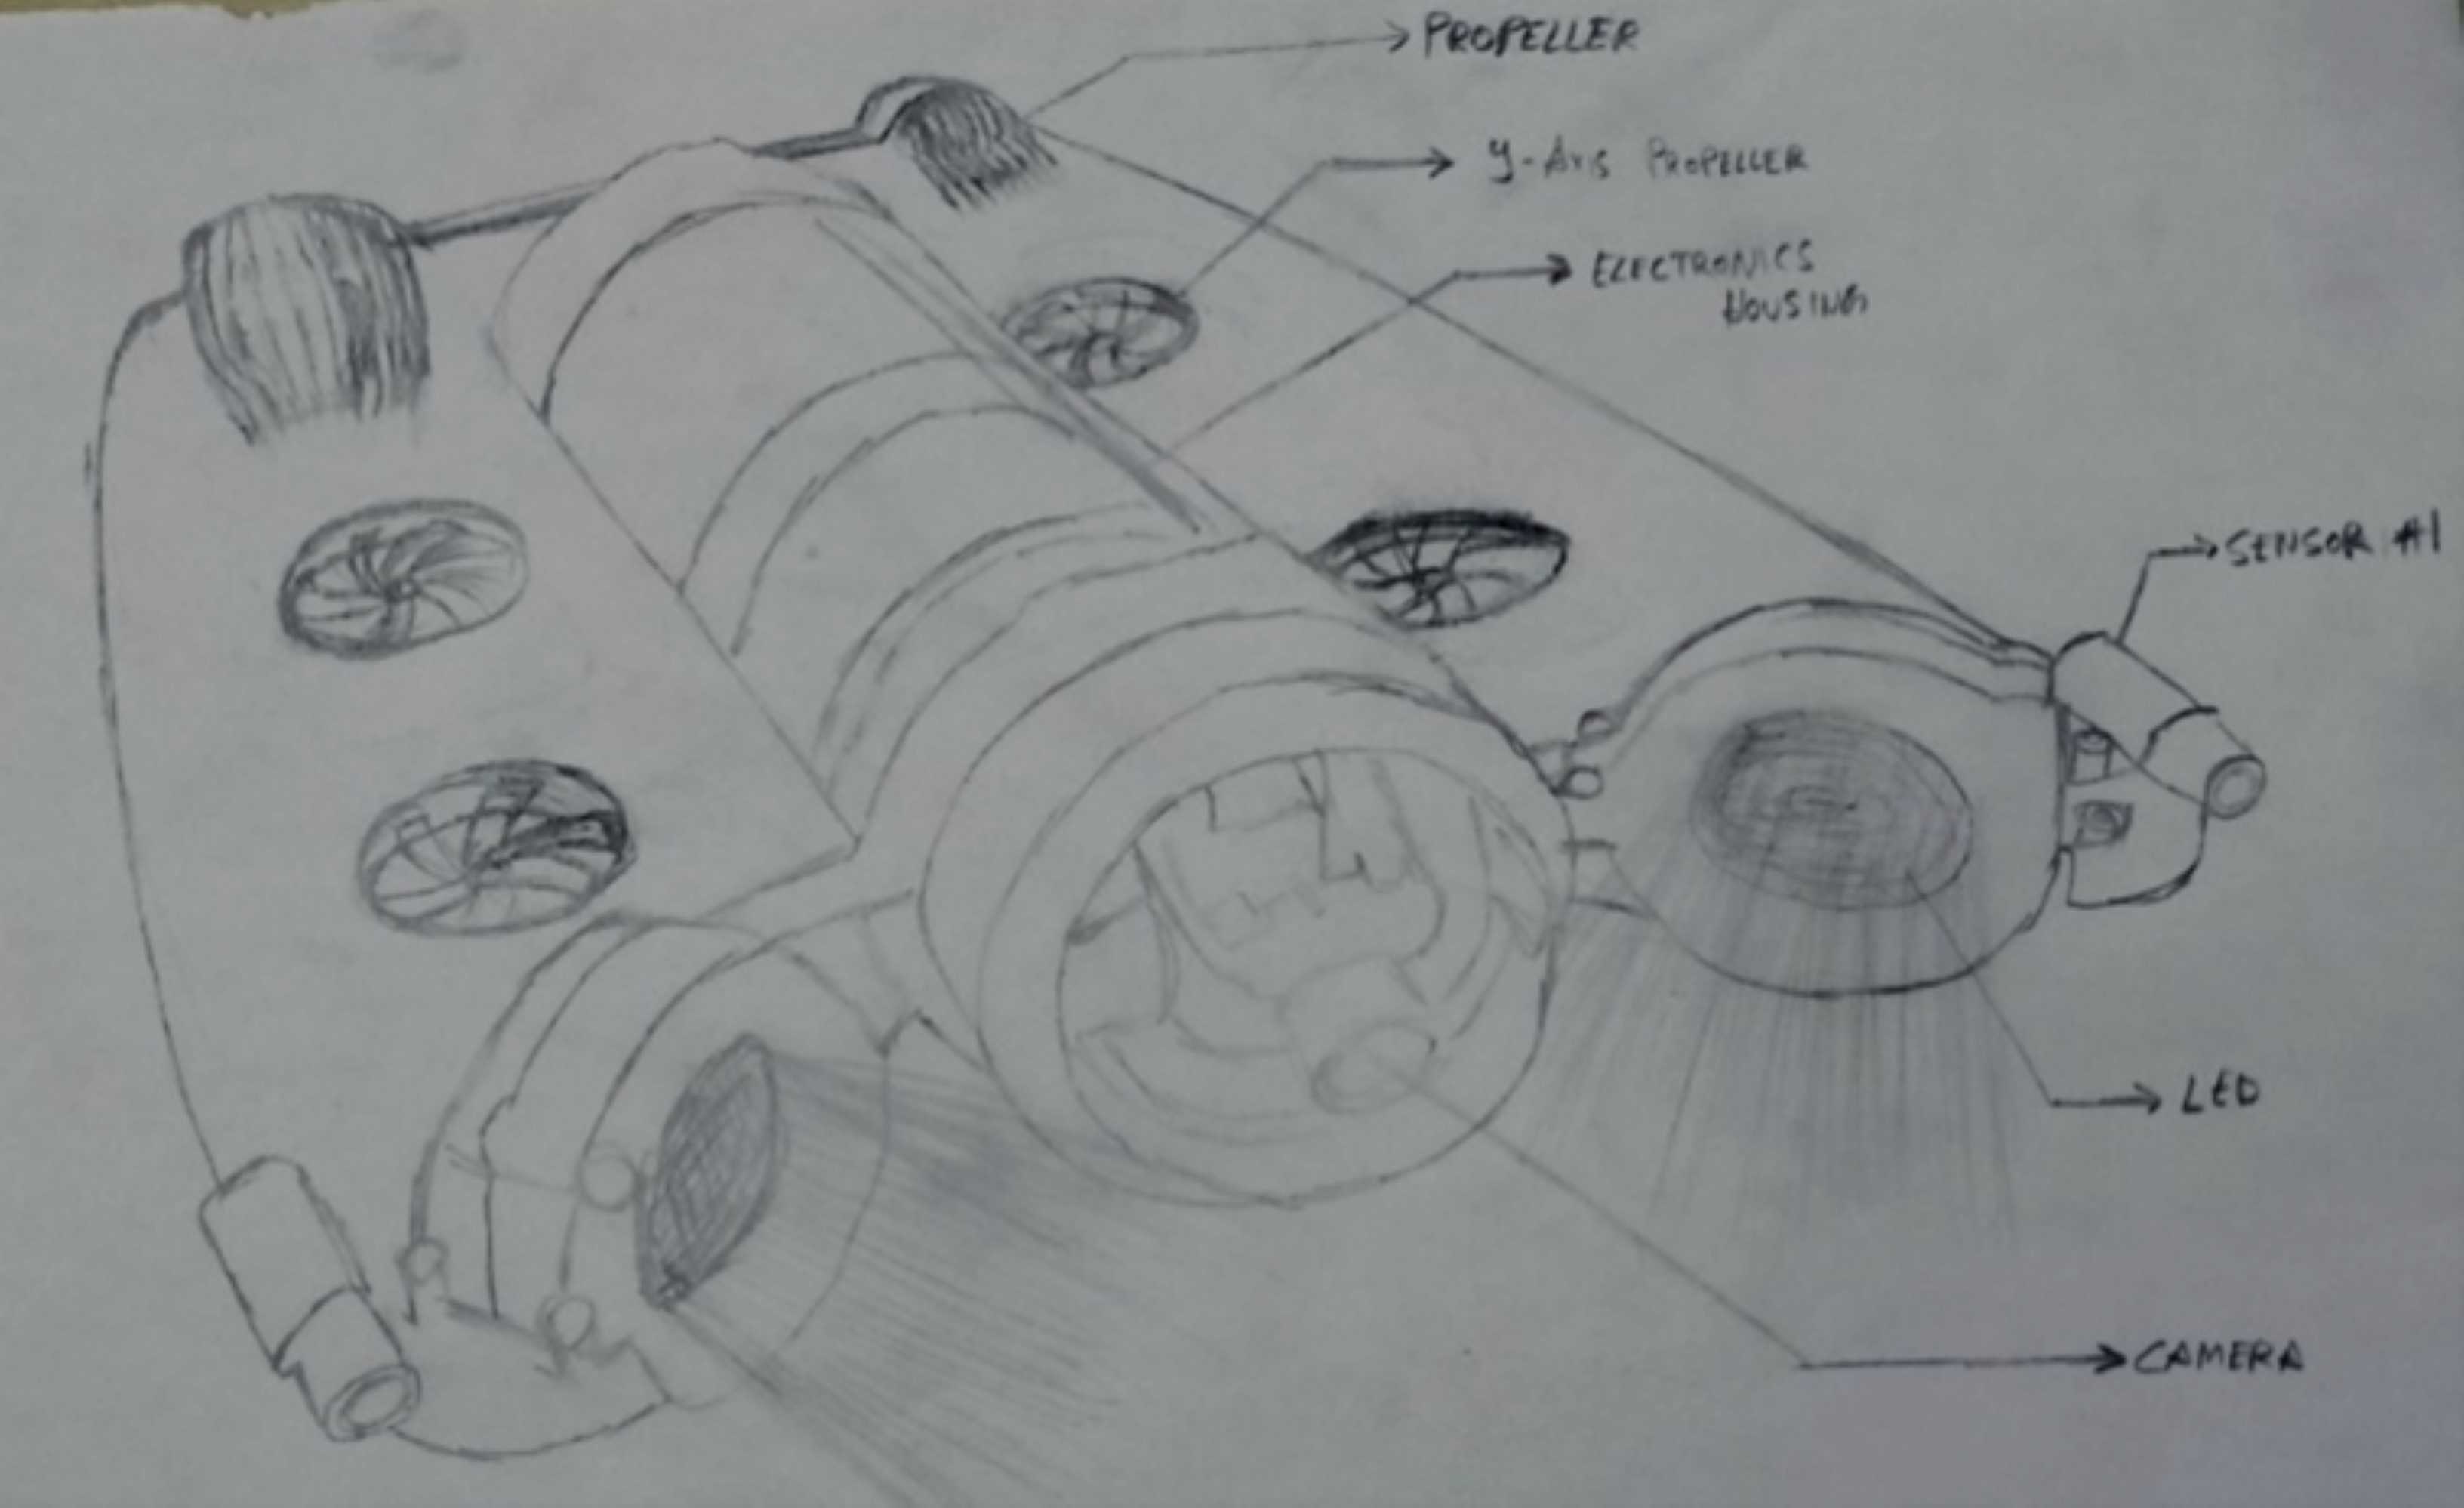 PROPELLER
y-Axis PROPELLER
ELECTRONICS
HOUSING
SENSOR #1
LED
CAMERA